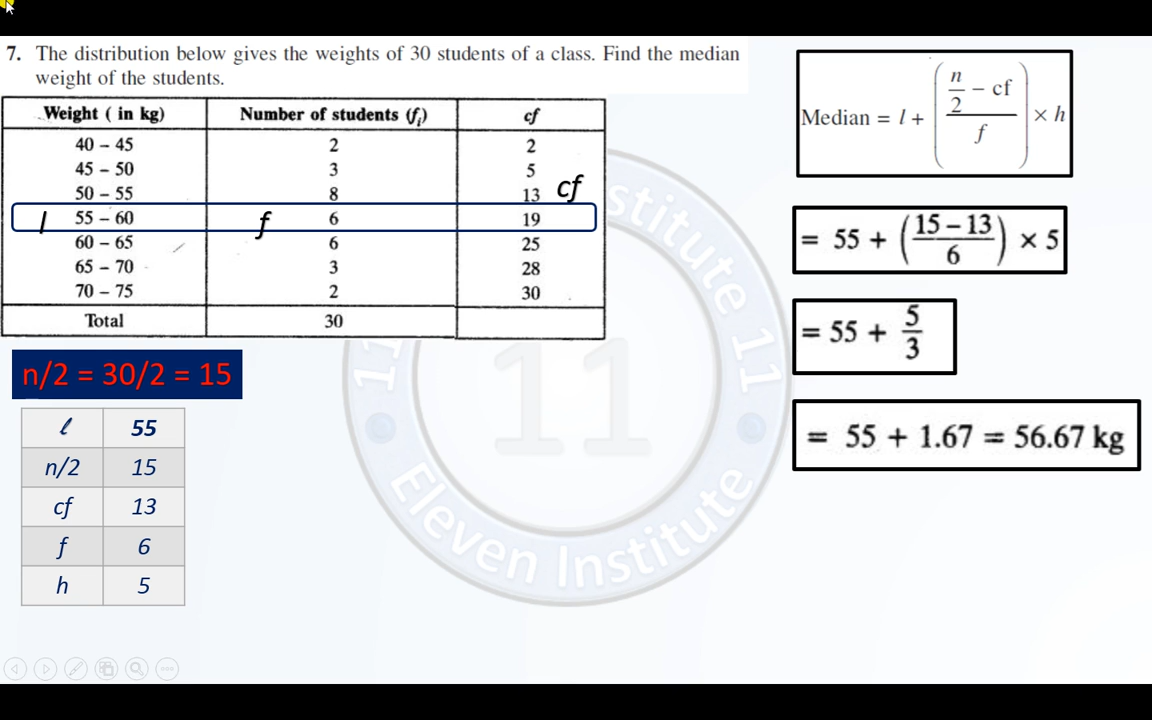 7. The distribution below gives the weights of 30 students of a class. Find the median
weight of the students.
Weight ( in kg) Number of students (fᵢ) cf
40 – 45 2 2
45 – 50 3 5
50 – 55 8 13 cf
l 55 – 60 f 6 19
60 – 65 6 25
65 – 70 3 28
70 – 75 2 30
Total 30
n/2 = 30/2 = 15
ℓ 55
n/2 15
cf 13
f 6
h 5
Median = l + ( (n/2 – cf) / f ) × h
= 55 + ( (15 – 13) / 6 ) × 5
= 55 + 5/3
= 55 + 1.67 = 56.67 kg
11
Eleven Institute